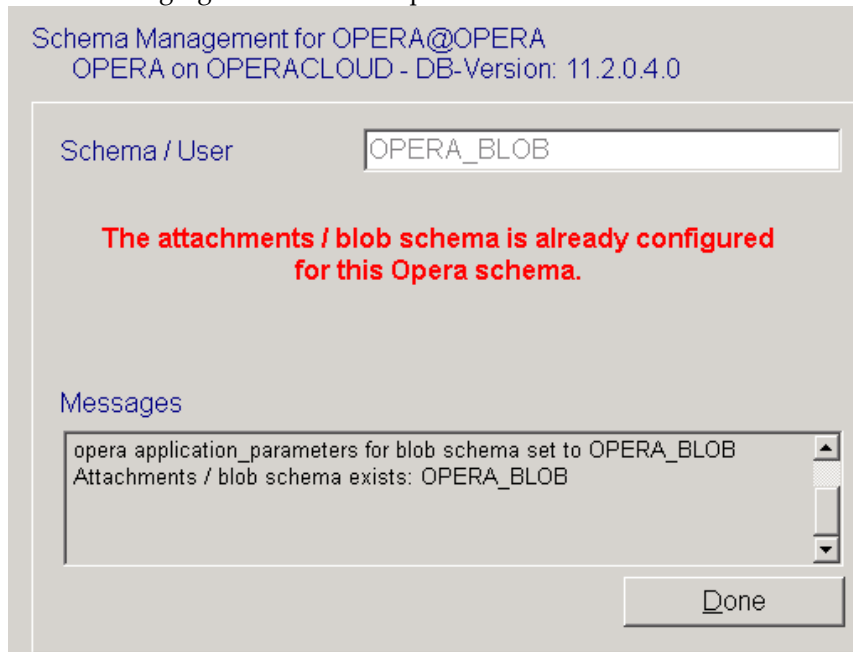 Schema Management for OPERA@OPERA
OPERA on OPERACLOUD - DB-Version: 11.2.0.4.0
Schema / User OPERA_BLOB
The attachments / blob schema is already configured
for this Opera schema.
Messages
opera application_parameters for blob schema set to OPERA_BLOB
Attachments / blob schema exists: OPERA_BLOB
Done